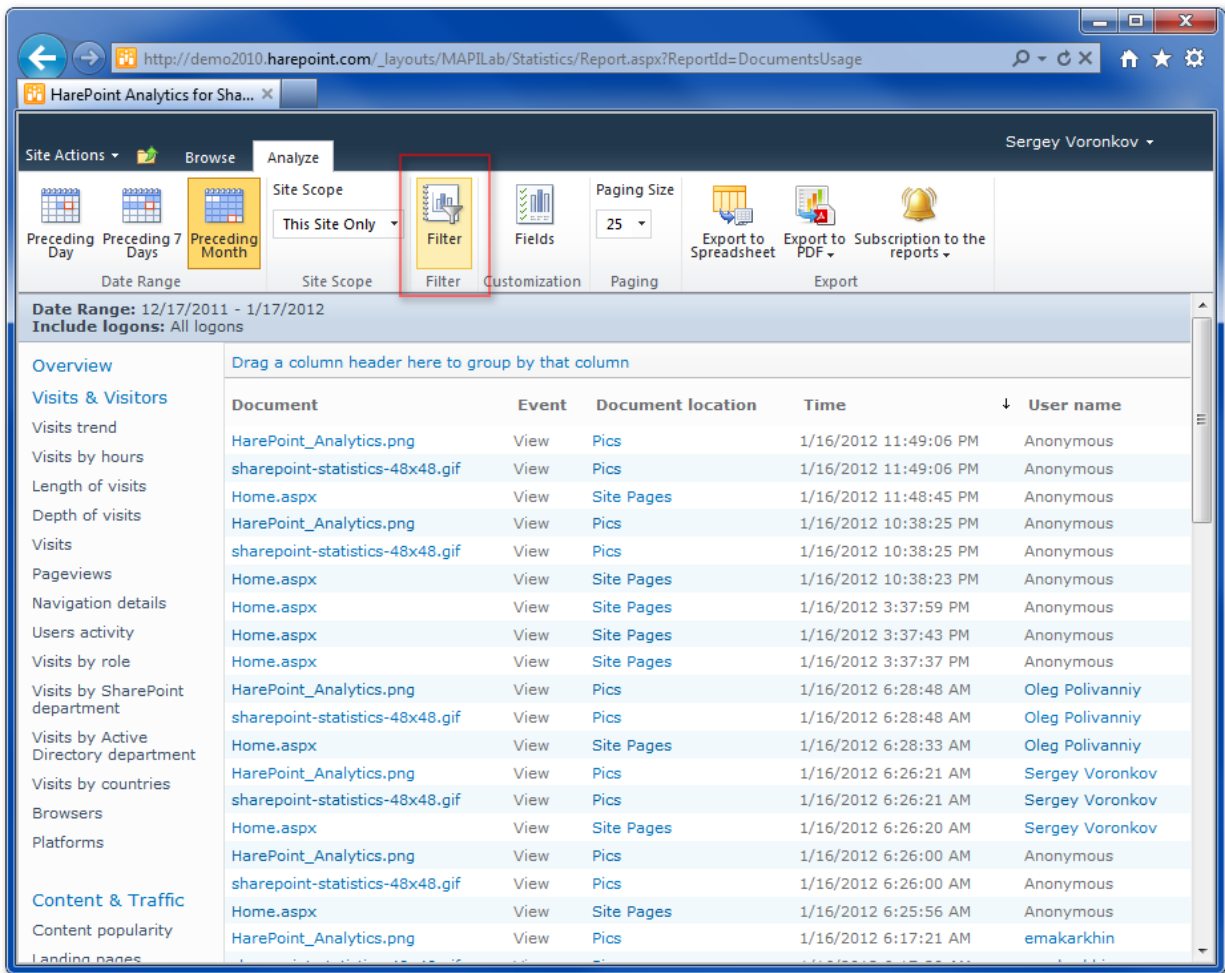 http://demo2010.harepoint.com/_layouts/MAPILab/Statistics/Report.aspx?ReportId=DocumentsUsage
HarePoint Analytics for Sha...
Sergey Voronkov
Site Actions Browse Analyze
Preceding Day
Preceding 7 Days
Preceding Month
Date Range
Site Scope
This Site Only
Site Scope
Filter
Filter
Fields
Customization
Paging Size
25
Paging
Export to Spreadsheet
Export to PDF
Subscription to the reports
Export
Date Range: 12/17/2011 - 1/17/2012
Include logons: All logons
Overview
Visits & Visitors
Visits trend
Visits by hours
Length of visits
Depth of visits
Visits
Pageviews
Navigation details
Users activity
Visits by role
Visits by SharePoint
department
Visits by Active
Directory department
Visits by countries
Browsers
Platforms
Content & Traffic
Content popularity
Landing pages
Drag a column header here to group by that column
Document Event Document location Time User name
HarePoint_Analytics.png View Pics 1/16/2012 11:49:06 PM Anonymous
sharepoint-statistics-48x48.gif View Pics 1/16/2012 11:49:06 PM Anonymous
Home.aspx View Site Pages 1/16/2012 11:48:45 PM Anonymous
HarePoint_Analytics.png View Pics 1/16/2012 10:38:25 PM Anonymous
sharepoint-statistics-48x48.gif View Pics 1/16/2012 10:38:25 PM Anonymous
Home.aspx View Site Pages 1/16/2012 10:38:23 PM Anonymous
Home.aspx View Site Pages 1/16/2012 3:37:59 PM Anonymous
Home.aspx View Site Pages 1/16/2012 3:37:43 PM Anonymous
Home.aspx View Site Pages 1/16/2012 3:37:37 PM Anonymous
HarePoint_Analytics.png View Pics 1/16/2012 6:28:48 AM Oleg Polivanniy
sharepoint-statistics-48x48.gif View Pics 1/16/2012 6:28:48 AM Oleg Polivanniy
Home.aspx View Site Pages 1/16/2012 6:28:33 AM Oleg Polivanniy
HarePoint_Analytics.png View Pics 1/16/2012 6:26:21 AM Sergey Voronkov
sharepoint-statistics-48x48.gif View Pics 1/16/2012 6:26:21 AM Sergey Voronkov
Home.aspx View Site Pages 1/16/2012 6:26:20 AM Sergey Voronkov
HarePoint_Analytics.png View Pics 1/16/2012 6:26:00 AM Anonymous
sharepoint-statistics-48x48.gif View Pics 1/16/2012 6:26:00 AM Anonymous
Home.aspx View Site Pages 1/16/2012 6:25:56 AM Anonymous
HarePoint_Analytics.png View Pics 1/16/2012 6:17:21 AM emakarkhin